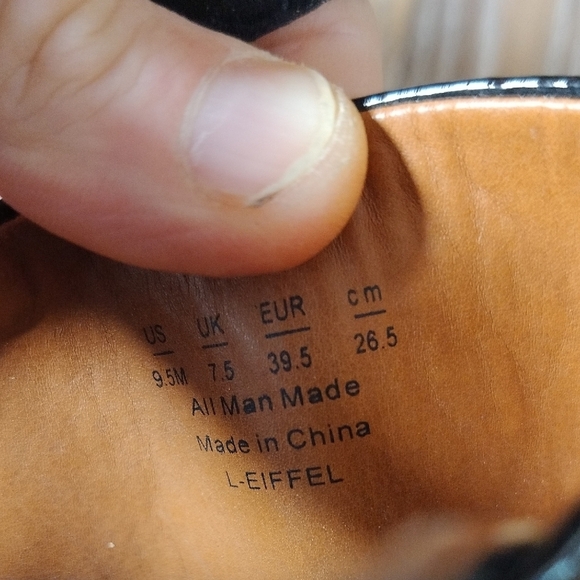 US UK EUR cm
9.5M 7.5 39.5 26.5
All Man Made
Made in China
L-EIFFEL